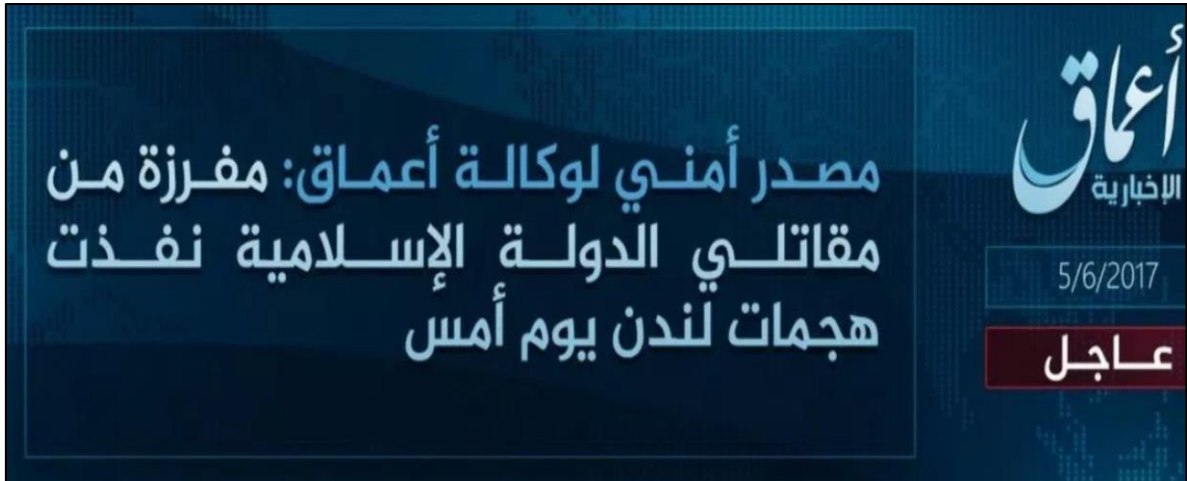 أعماق
الإخبارية
5/6/2017
عاجل
مصدر أمني لوكالة أعماق: مفرزة من
مقاتلي الدولة الإسلامية نفذت
هجمات لندن يوم أمس